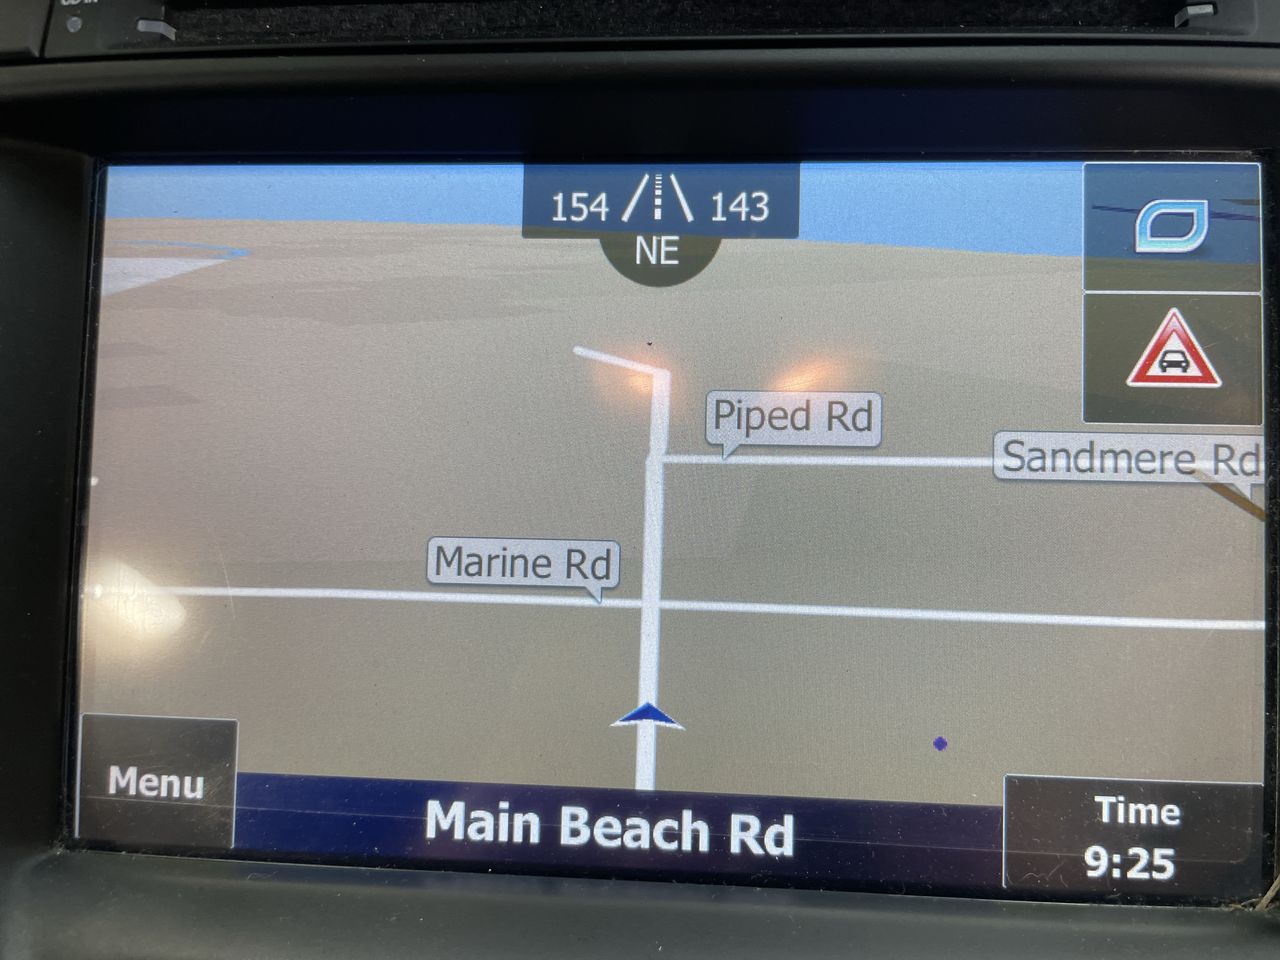 154 143
NE
Piped Rd
Sandmere Rd
Marine Rd
Menu
Main Beach Rd
Time
9:25